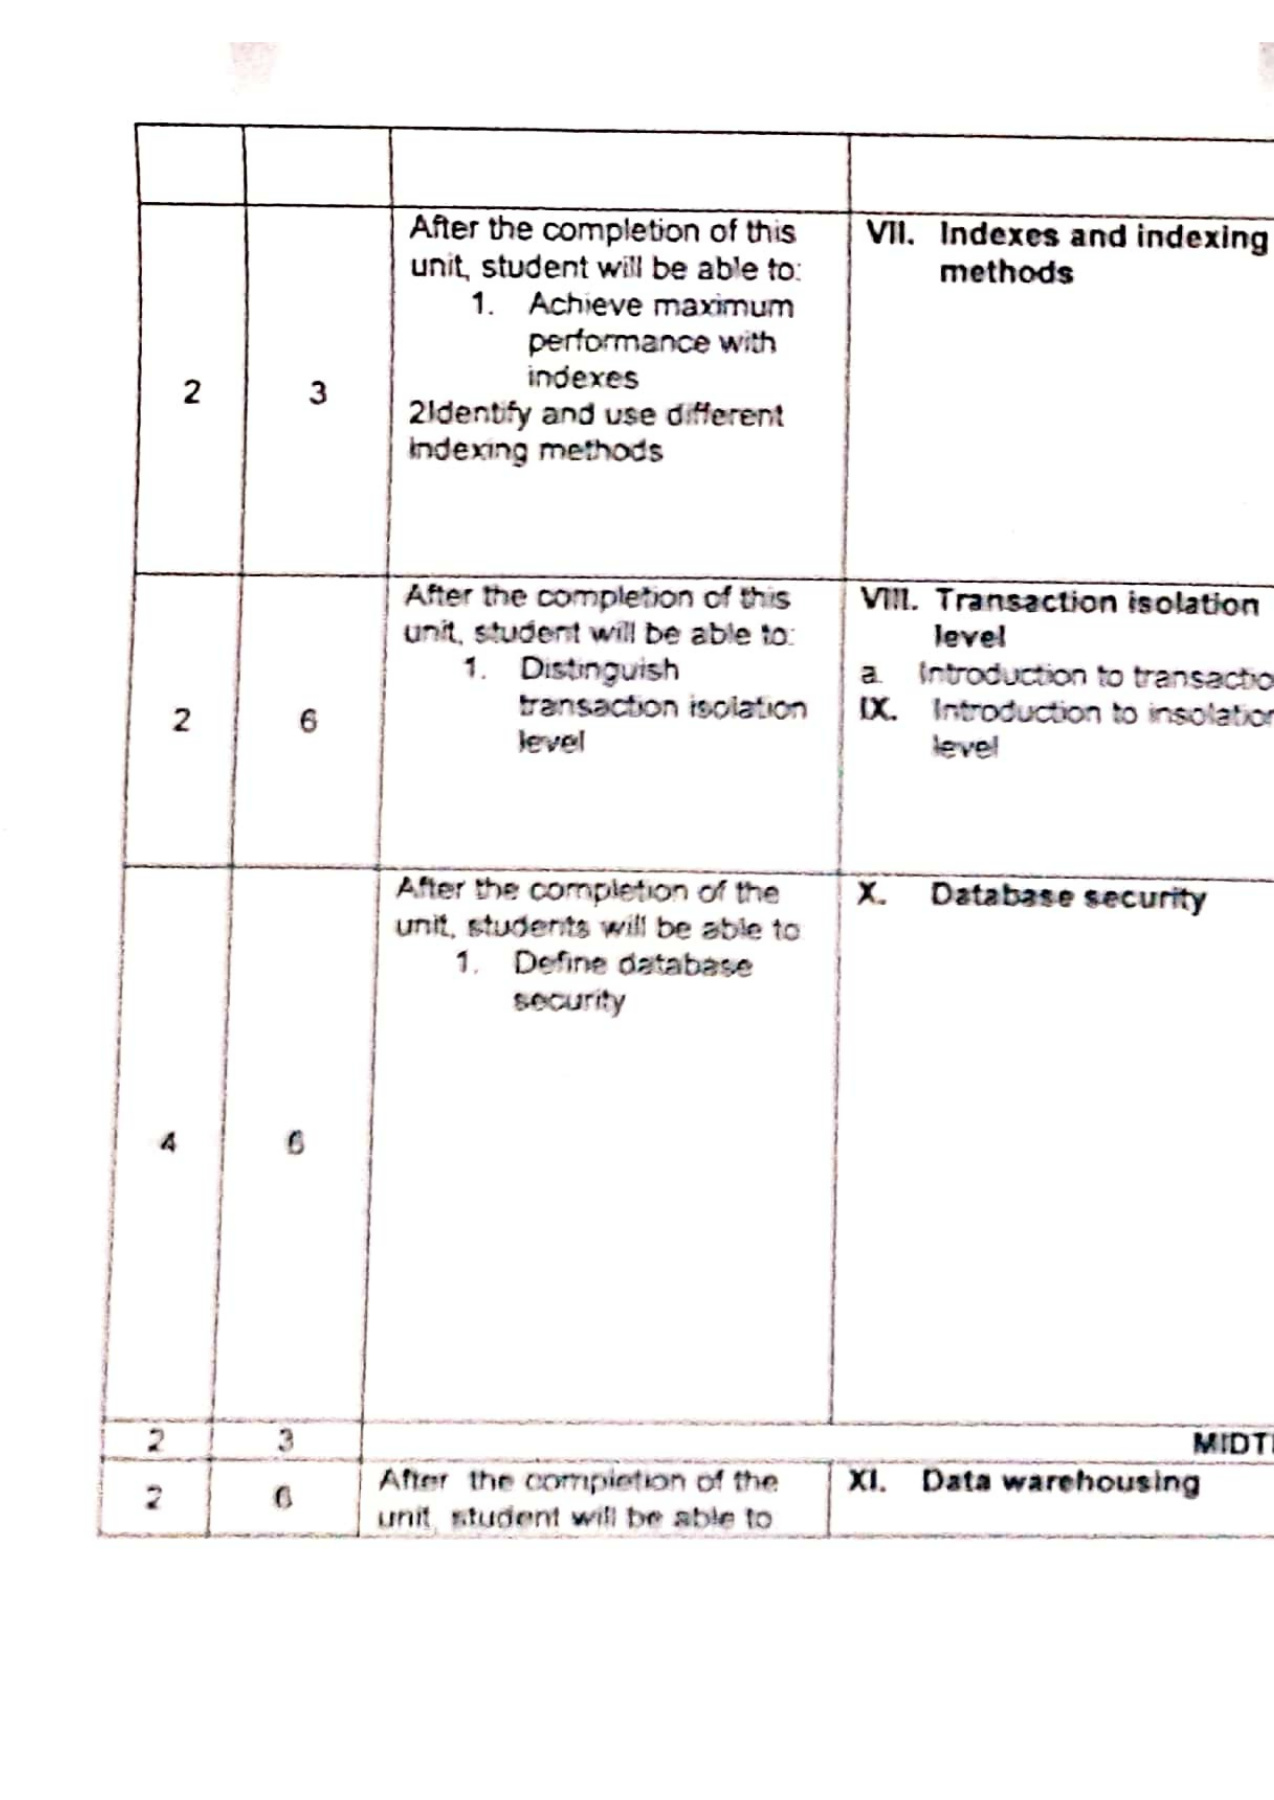 After the completion of this
unit, student will be able to:
1. Achieve maximum
performance with
indexes
2Identify and use different
indexing methods
2
3
VII. Indexes and indexing
methods
After the completion of this
unit, student will be able to:
1. Distinguish
transaction isolation
level
2
6
VIII. Transaction isolation
level
a. Introduction to transactio
IX. Introduction to insolation
level
After the completion of the
unit, students will be able to
1. Define database
security
4
6
X. Database security
2
3
MIDT
2
6
After the completion of the
unit, student will be able to
XI. Data warehousing